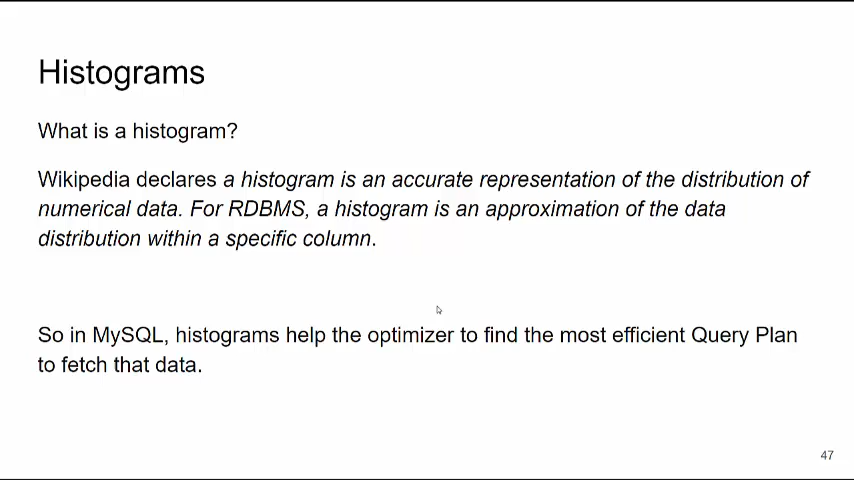 Histograms
What is a histogram?
Wikipedia declares a histogram is an accurate representation of the distribution of
numerical data. For RDBMS, a histogram is an approximation of the data
distribution within a specific column.
So in MySQL, histograms help the optimizer to find the most efficient Query Plan
to fetch that data.
47